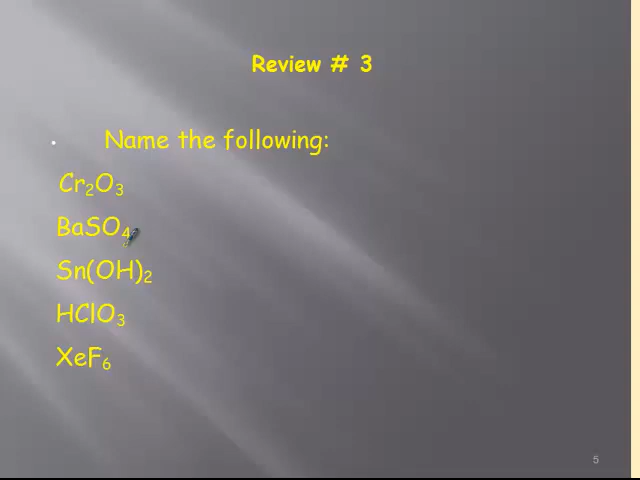 Review # 3
• Name the following:
Cr₂O₃
BaSO₄
Sn(OH)₂
HClO₃
XeF₆
5